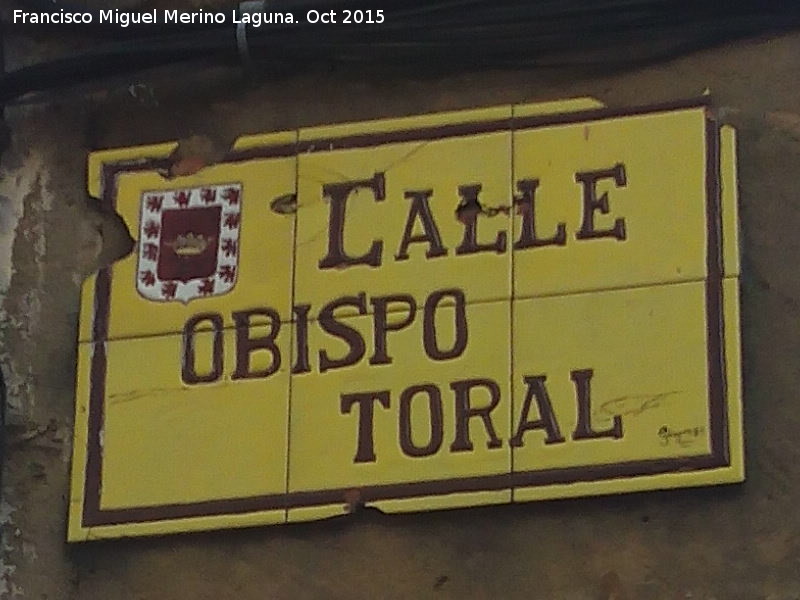 Francisco Miguel Merino Laguna. Oct 2015
CALLE
OBISPO
TORAL